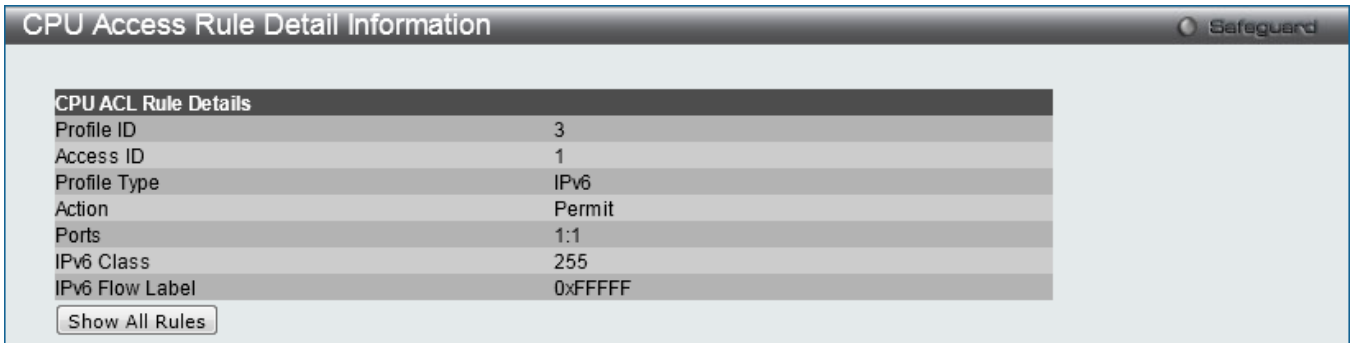 CPU Access Rule Detail Information
Safeguard
CPU ACL Rule Details
Profile ID 3
Access ID 1
Profile Type IPv6
Action Permit
Ports 1:1
IPv6 Class 255
IPv6 Flow Label 0xFFFFF
Show All Rules